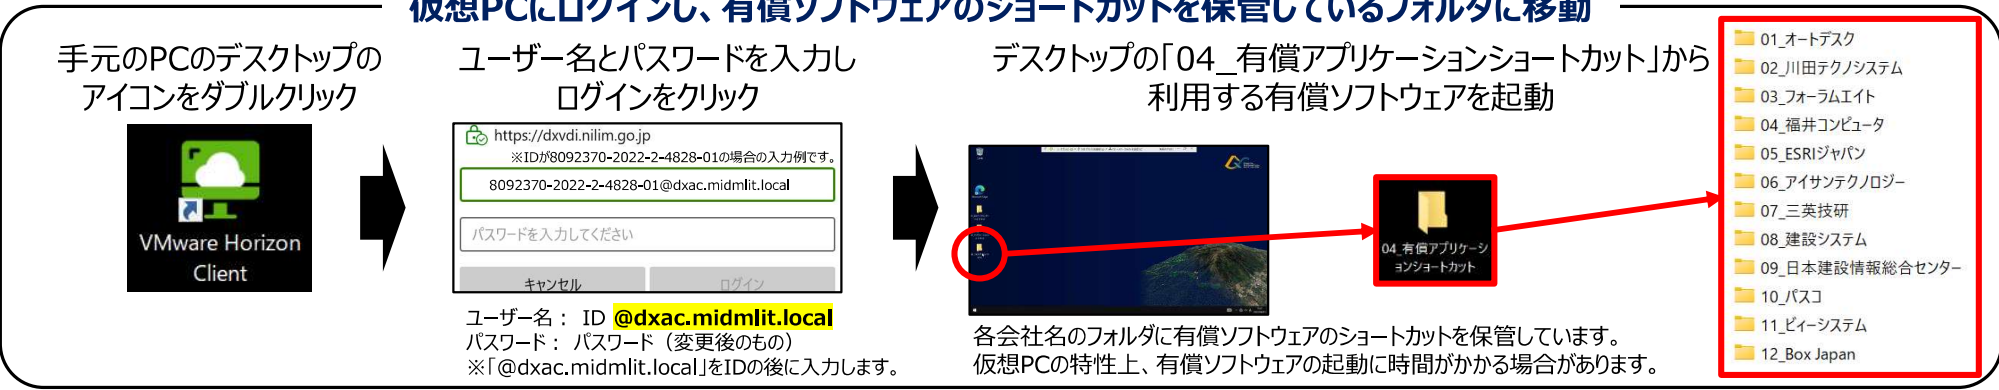 仮想PCにログインし、有償ソフトウェアのショートカットを保管しているフォルダに移動
手元のPCのデスクトップの
アイコンをダブルクリック
VMware Horizon
Client
ユーザー名とパスワードを入力し
ログインをクリック
https://dxvdi.nilim.go.jp
※IDが8092370-2022-2-4828-01の場合の入力例です。
8092370-2022-2-4828-01@dxac.midmlit.local
パスワードを入力してください
キャンセル
ログイン
ユーザー名： ID @dxac.midmlit.local
パスワード： パスワード（変更後のもの）
※「@dxac.midmlit.local」をIDの後に入力します。
デスクトップの「04_有償アプリケーションショートカット」から
利用する有償ソフトウェアを起動
04_有償アプリケーシ
ョンショートカット
各会社名のフォルダに有償ソフトウェアのショートカットを保管しています。
仮想PCの特性上、有償ソフトウェアの起動に時間がかかる場合があります。
01_オートデスク
02_川田テクノシステム
03_フォーラムエイト
04_福井コンピュータ
05_ESRIジャパン
06_アイサンテクノロジー
07_三英技研
08_建設システム
09_日本建設情報総合センター
10_パスコ
11_ビィーシステム
12_Box Japan